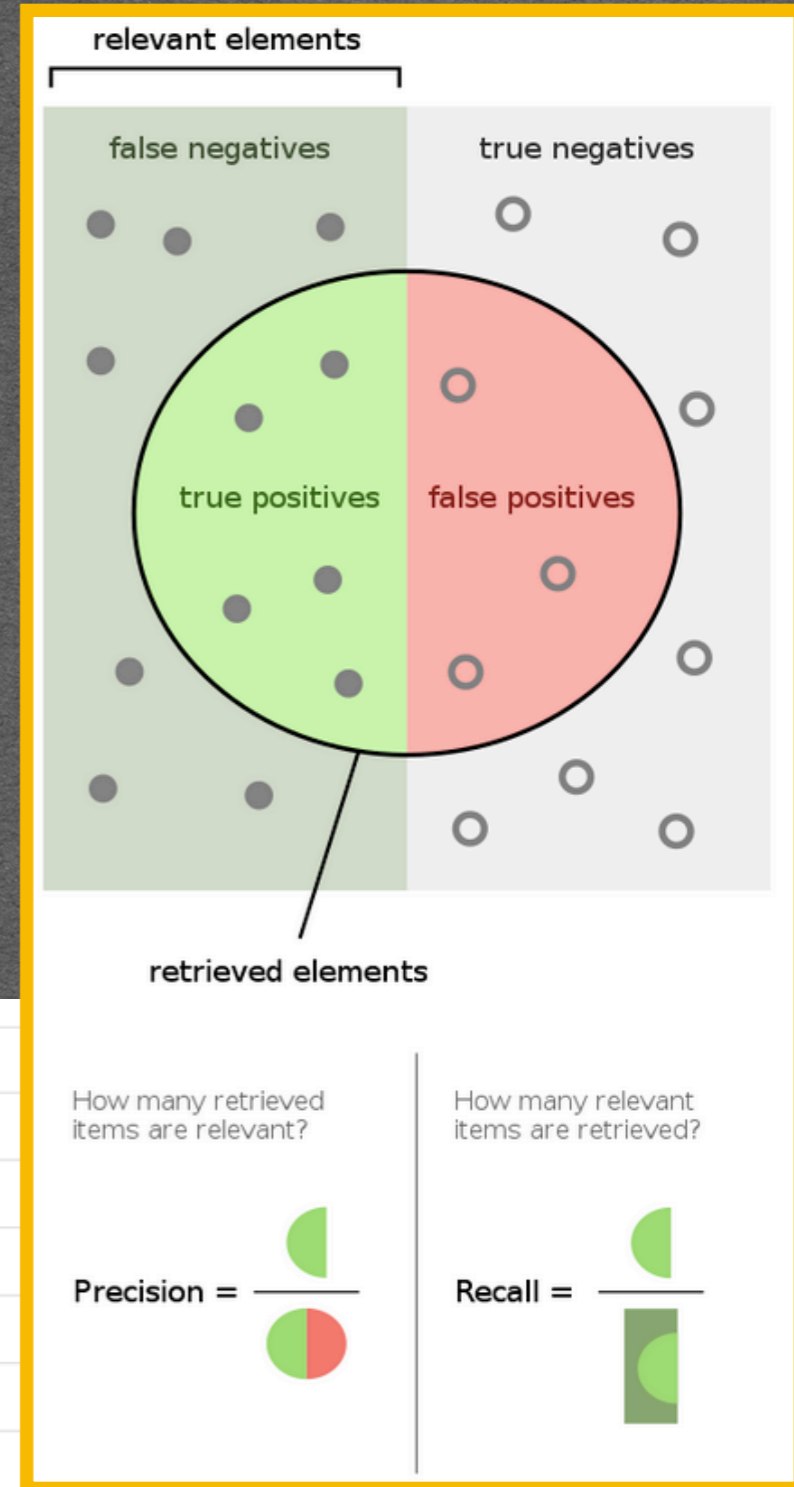 relevant elements
false negatives
true negatives
true positives
false positives
retrieved elements
How many retrieved
items are relevant?
Precision =
How many relevant
items are retrieved?
Recall =